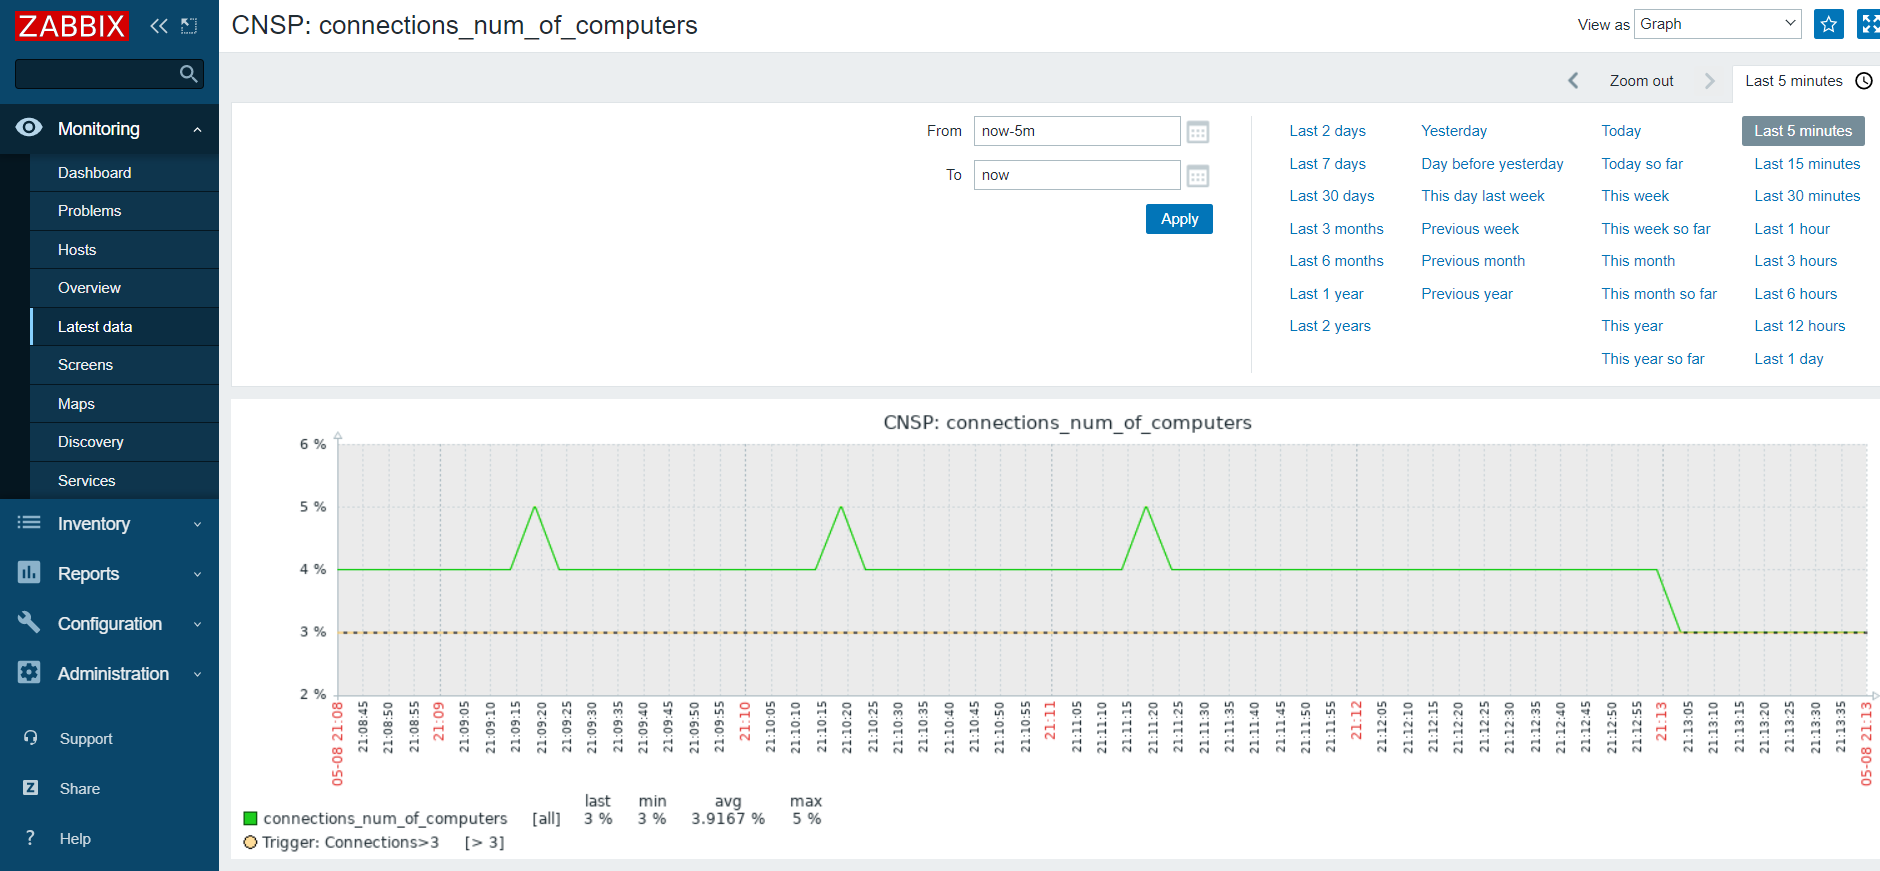 ZABBIX
CNSP: connections_num_of_computers
View as Graph
Zoom out
Last 5 minutes
Monitoring
Dashboard
Problems
Hosts
Overview
Latest data
Screens
Maps
Discovery
Services
Inventory
Reports
Configuration
Administration
Support
Z Share
? Help
From now-5m
To now
Apply
Last 2 days Yesterday Today Last 5 minutes
Last 7 days Day before yesterday Today so far Last 15 minutes
Last 30 days This day last week This week Last 30 minutes
Last 3 months Previous week This week so far Last 1 hour
Last 6 months Previous month This month Last 3 hours
Last 1 year Previous year This month so far Last 6 hours
Last 2 years This year Last 12 hours
This year so far Last 1 day
CNSP: connections_num_of_computers
6 %
5 %
4 %
3 %
2 %
05-08 21:08 21:08:45 21:08:50 21:08:55 21:09 21:09:05 21:09:10 21:09:15 21:09:20 21:09:25 21:09:30 21:09:35 21:09:40 21:09:45 21:09:50 21:09:55 21:10 21:10:05 21:10:10 21:10:15 21:10:20 21:10:25 21:10:30 21:10:35 21:10:40 21:10:45 21:10:50 21:10:55 21:11 21:11:05 21:11:10 21:11:15 21:11:20 21:11:25 21:11:30 21:11:35 21:11:40 21:11:45 21:11:50 21:11:55 21:12 21:12:05 21:12:10 21:12:15 21:12:20 21:12:25 21:12:30 21:12:35 21:12:40 21:12:45 21:12:50 21:12:55 21:13 21:13:05 21:13:10 21:13:15 21:13:20 21:13:25 21:13:30 21:13:35 05-08 21:13
last min avg max
connections_num_of_computers [all] 3 % 3 % 3.9167 % 5 %
Trigger: Connections>3 [> 3]